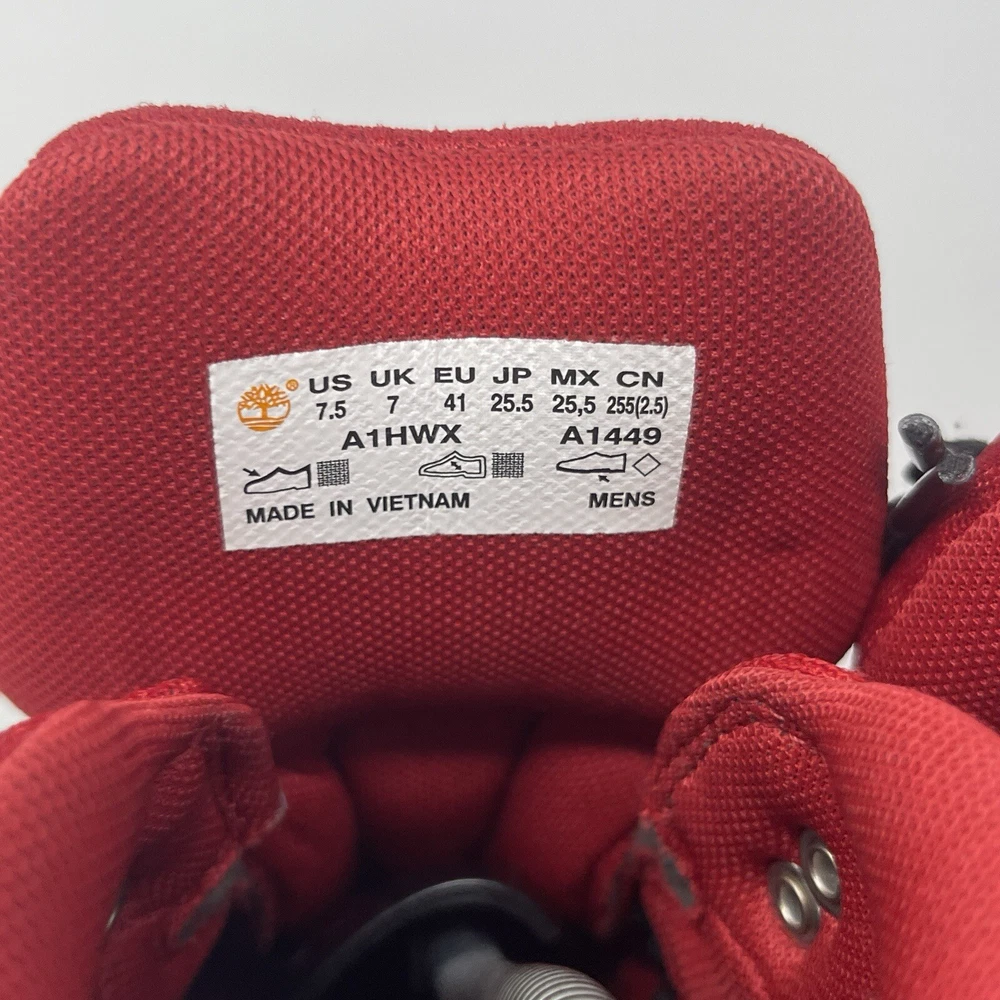 ® US UK EU JP MX CN
7.5 7 41 25.5 25,5 255(2.5)
A1HWX A1449
MADE IN VIETNAM MENS